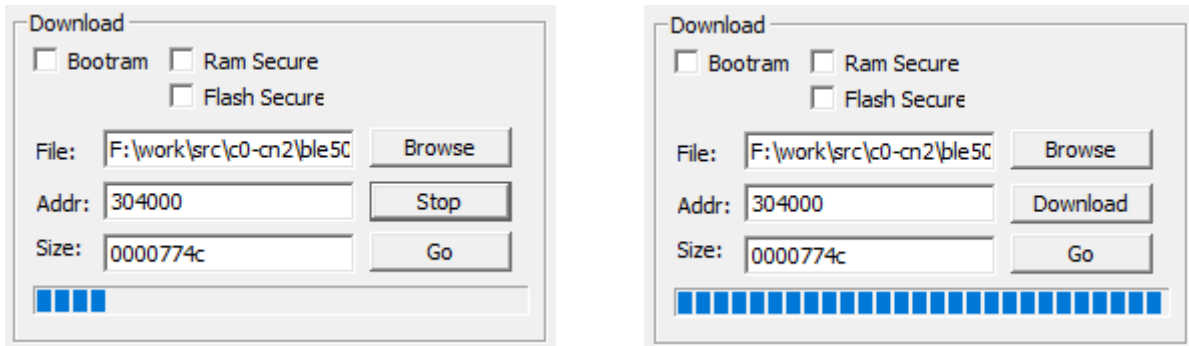 Download
Bootram Ram Secure
Flash Secure
File: F:\work\src\c0-cn2\ble50 Browse
Addr: 304000 Stop
Size: 0000774c Go
Download
Bootram Ram Secure
Flash Secure
File: F:\work\src\c0-cn2\ble50 Browse
Addr: 304000 Download
Size: 0000774c Go